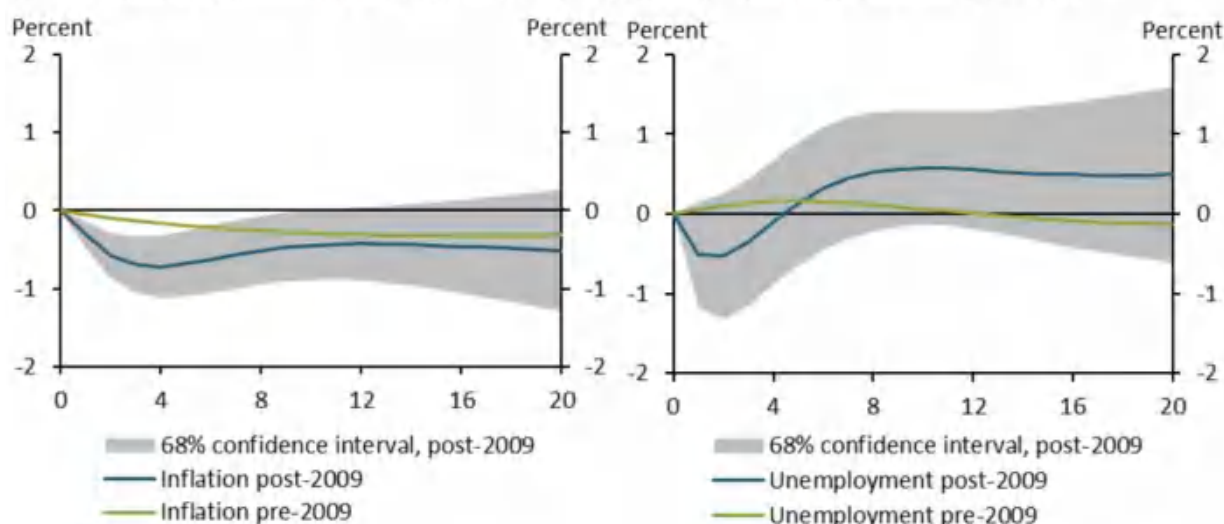 Percent Percent Percent Percent
2 2 2 2
1 1 1 1
0 0 0 0
-1 -1 -1 -1
-2 -2 -2 -2
0 4 8 12 16 20 0 4 8 12 16 20
68% confidence interval, post-2009
Inflation post-2009
Inflation pre-2009
68% confidence interval, post-2009
Unemployment post-2009
Unemployment pre-2009